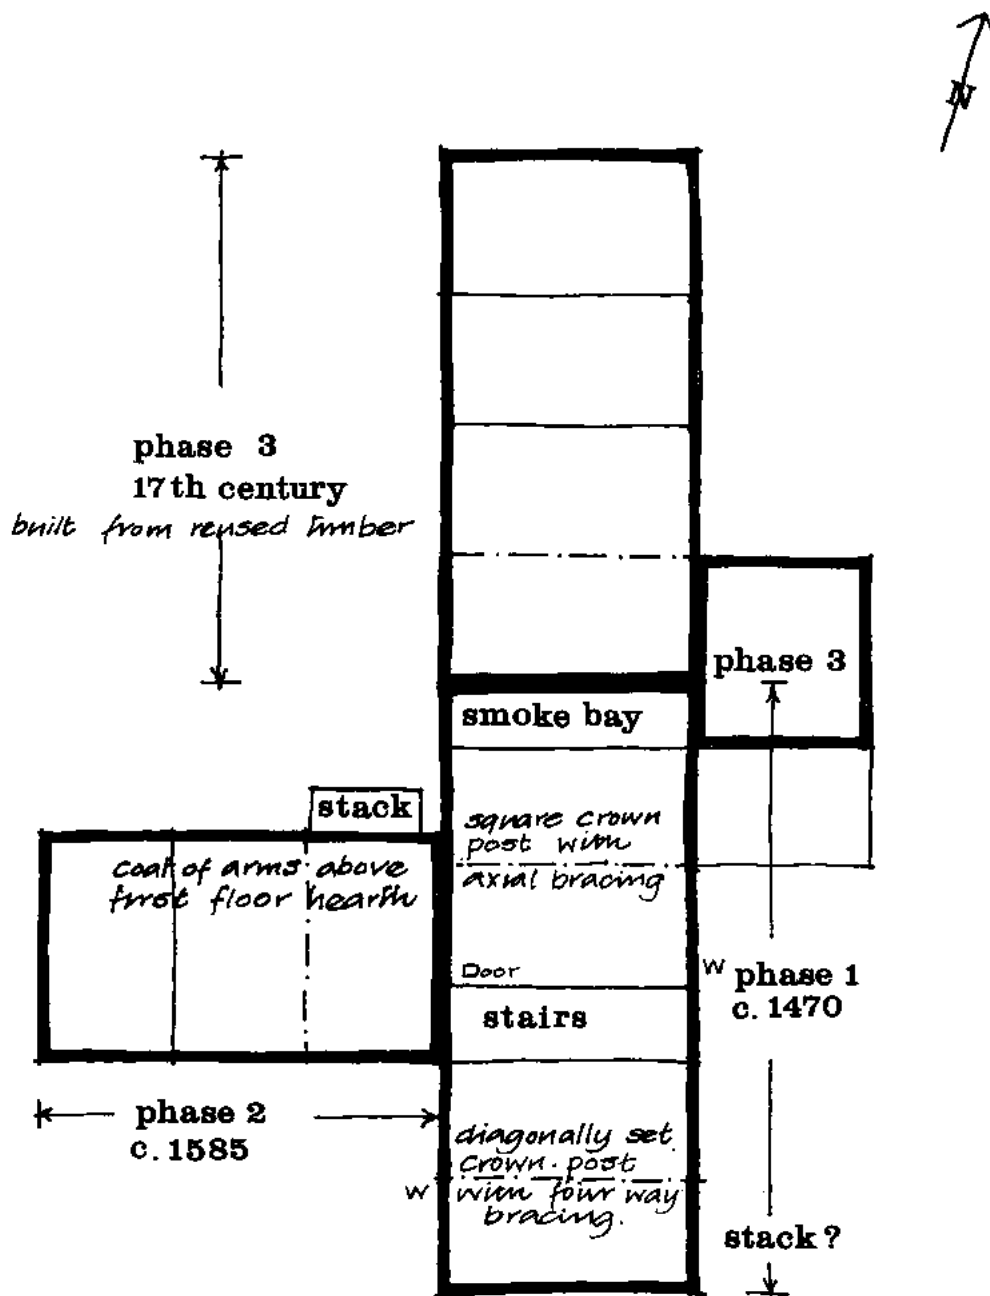 N
phase 3
17th century
built from reused timber
phase 3
smoke bay
stack
square crown
post with
axial bracing
coat of arms above
first floor hearth
Door
W
phase 1
c. 1470
stairs
phase 2
c. 1585
diagonally set
crown post
W
with four way
bracing.
stack?